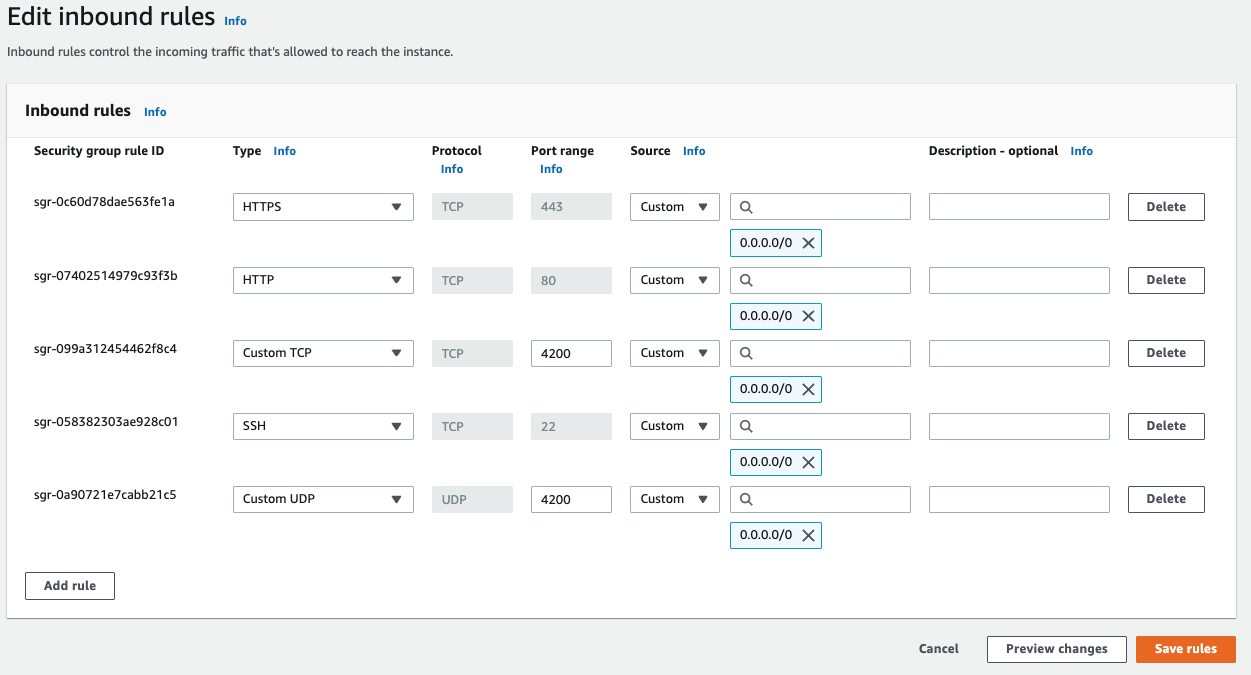 Edit inbound rules Info
Inbound rules control the incoming traffic that's allowed to reach the instance.
Inbound rules Info
Security group rule ID Type Info Protocol Info Port range Info Source Info Description - optional Info
sgr-0c60d78dae563fe1a HTTPS TCP 443 Custom Delete
0.0.0.0/0
sgr-07402514979c93f3b HTTP TCP 80 Custom Delete
0.0.0.0/0
sgr-099a312454462f8c4 Custom TCP TCP 4200 Custom Delete
0.0.0.0/0
sgr-058382303ae928c01 SSH TCP 22 Custom Delete
0.0.0.0/0
sgr-0a90721e7cabb21c5 Custom UDP UDP 4200 Custom Delete
0.0.0.0/0
Add rule
Cancel Preview changes Save rules